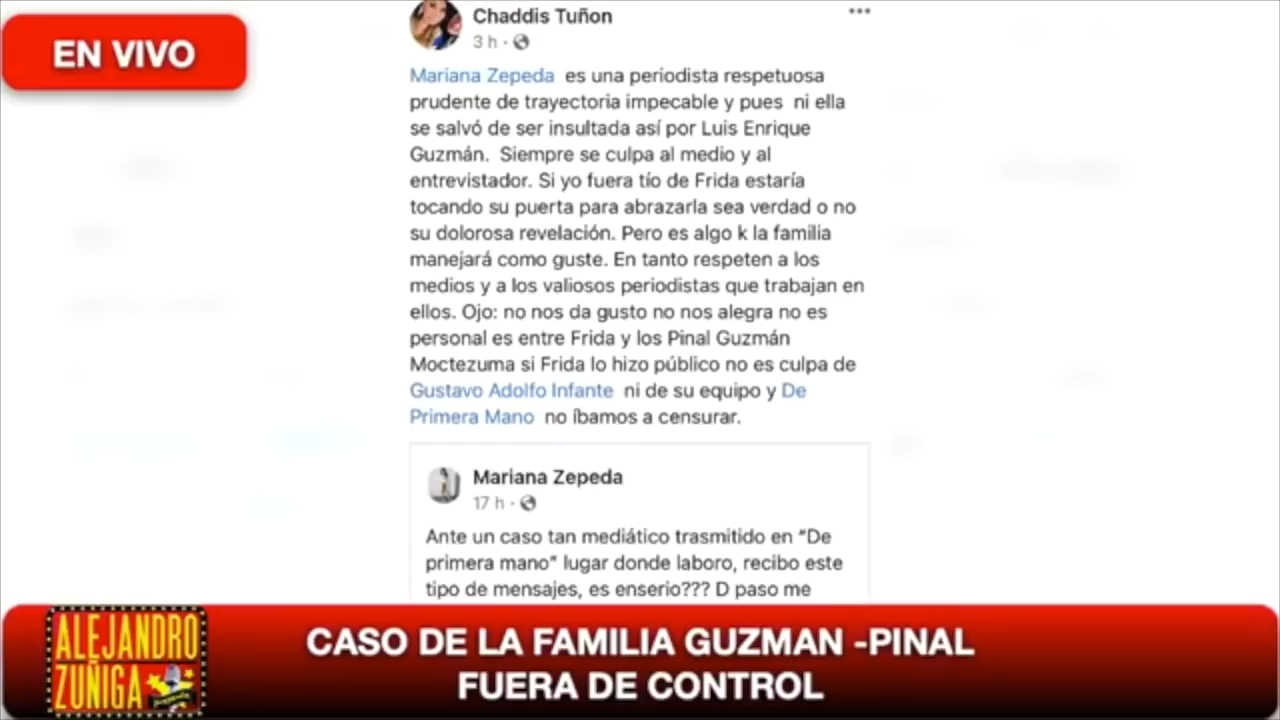 EN VIVO
Chaddis Tuñon
3 h
Mariana Zepeda es una periodista respetuosa
prudente de trayectoria impecable y pues ni ella
se salvó de ser insultada así por Luis Enrique
Guzmán. Siempre se culpa al medio y al
entrevistador. Si yo fuera tío de Frida estaría
tocando su puerta para abrazarla sea verdad o no
su dolorosa revelación. Pero es algo k la familia
manejará como guste. En tanto respeten a los
medios y a los valiosos periodistas que trabajan en
ellos. Ojo: no nos da gusto no nos alegra no es
personal es entre Frida y los Pinal Guzmán
Moctezuma si Frida lo hizo público no es culpa de
Gustavo Adolfo Infante ni de su equipo y De
Primera Mano no íbamos a censurar.
Mariana Zepeda
17 h
Ante un caso tan mediático trasmitido en "De
primera mano" lugar donde laboro, recibo este
tipo de mensajes, es enserio??? D paso me
ALEJANDRO
ZUÑIGA
CASO DE LA FAMILIA GUZMAN -PINAL
FUERA DE CONTROL